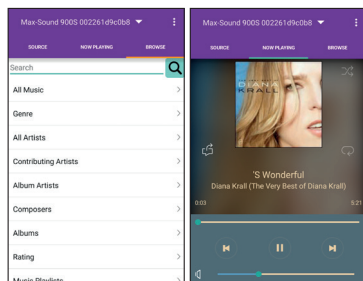 Max-Sound 900S 002261d9c0b8
SOURCE NOW PLAYING BROWSE
Search
All Music
Genre
All Artists
Contributing Artists
Album Artists
Composers
Albums
Rating
Music Playlists
Max-Sound 900S 002261d9c0b8
SOURCE NOW PLAYING BROWSE
DIANA
KRALL
'S Wonderful
Diana Krall (The Very Best of Diana Krall)
0:03 5:21